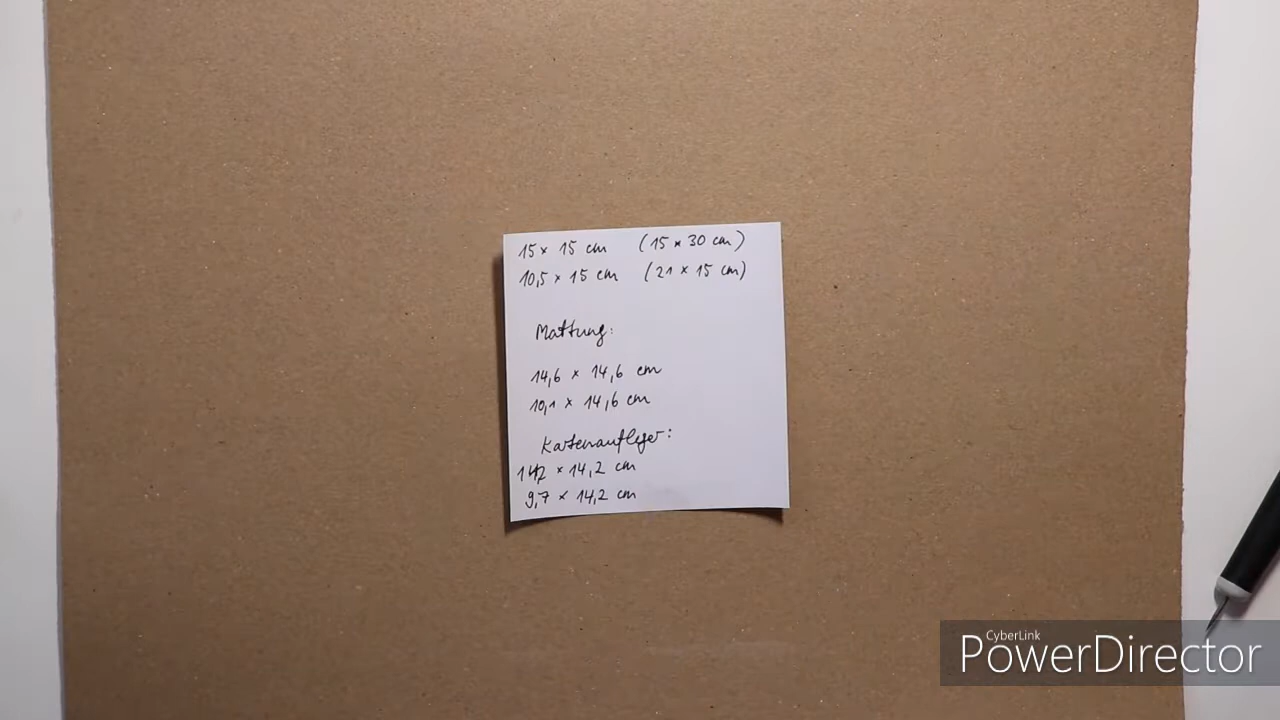 15 × 15 cm (15 × 30 cm)
10,5 × 15 cm (21 × 15 cm)
Mattung:
14,6 × 14,6 cm
10,1 × 14,6 cm
Kartenaufleger:
14,2 × 14,2 cm
9,7 × 14,2 cm
CyberLink
PowerDirector